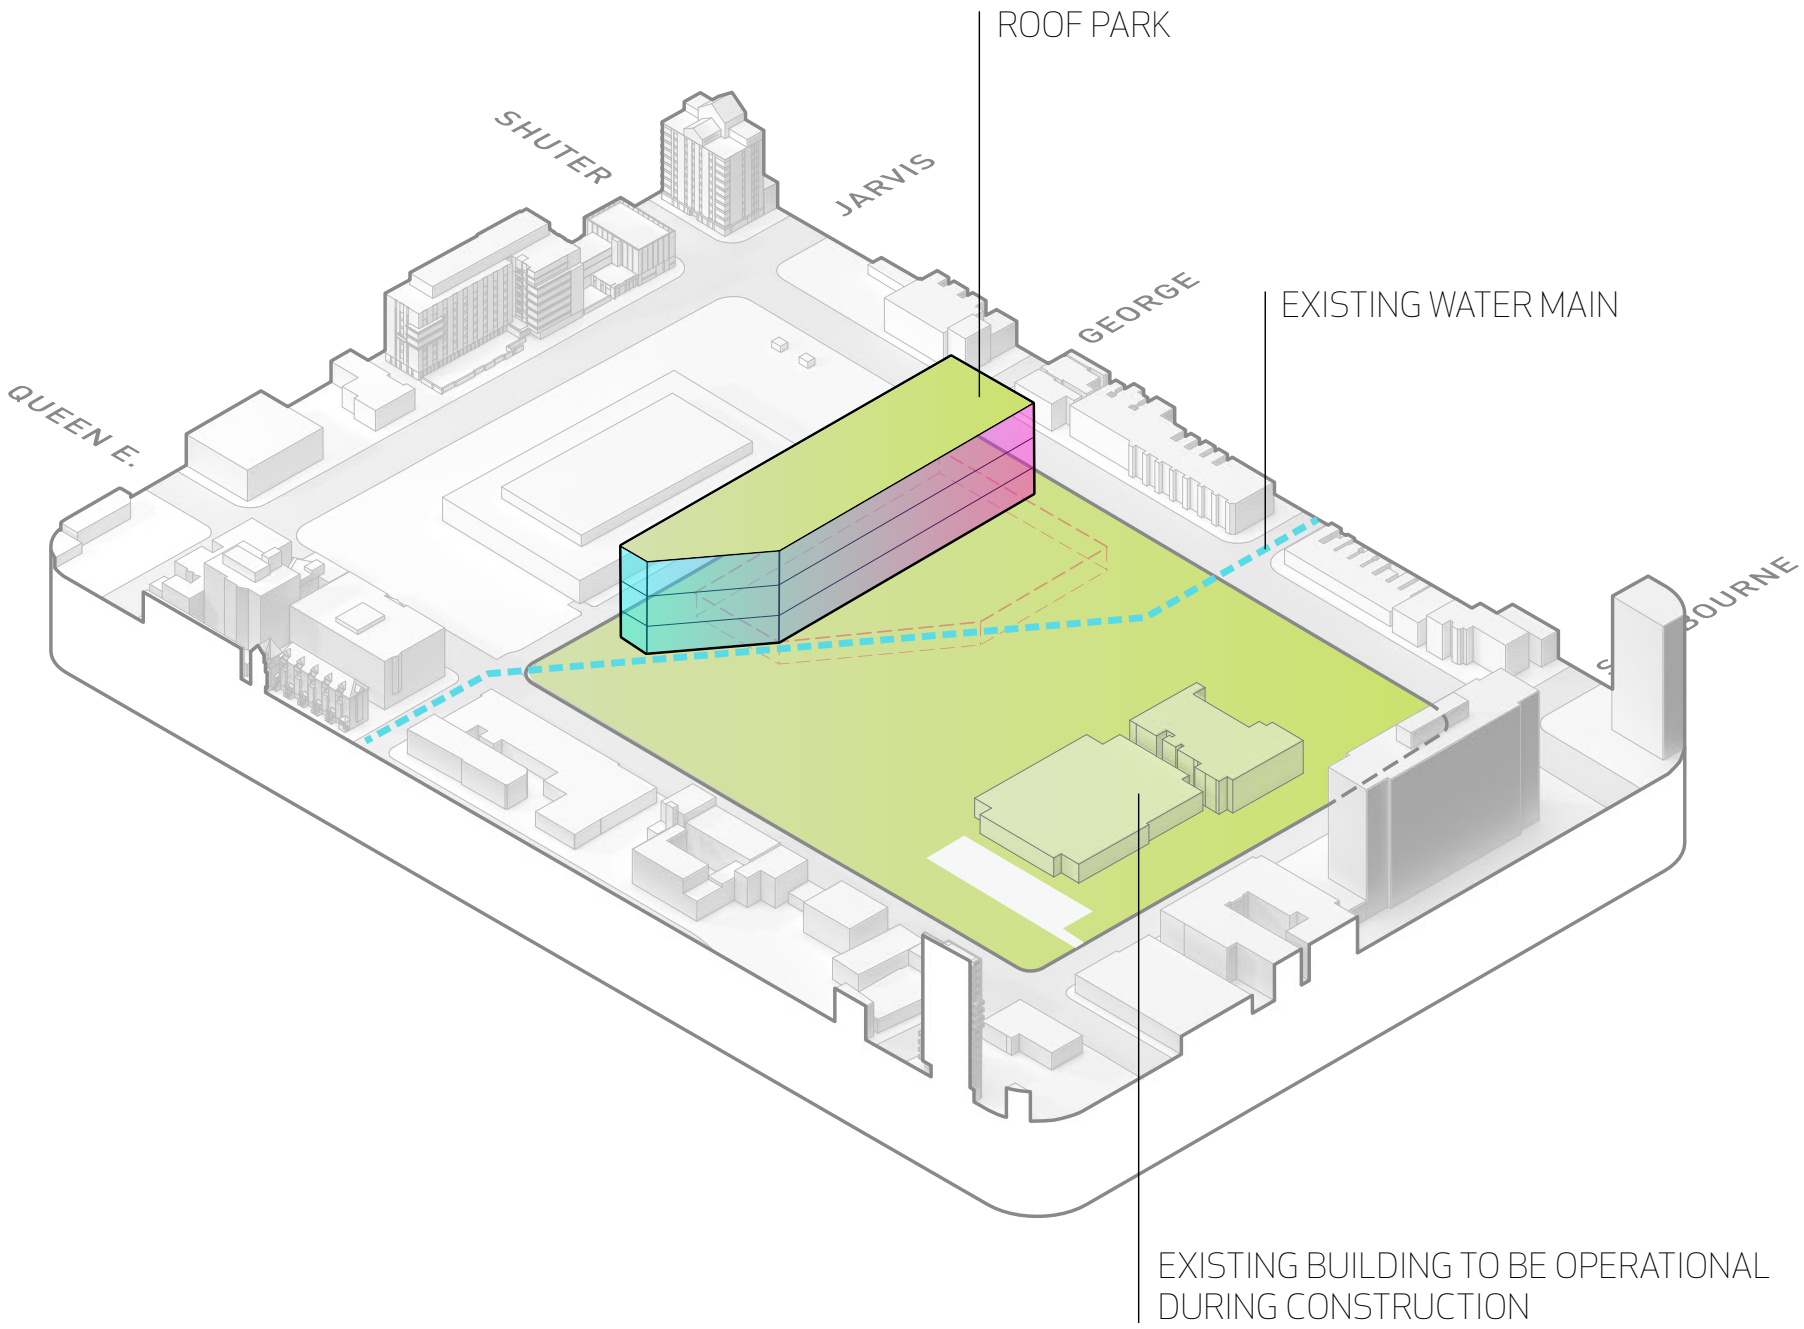 ROOF PARK
SHUTER
JARVIS
GEORGE
EXISTING WATER MAIN
QUEEN E.
BOURNE
EXISTING BUILDING TO BE OPERATIONAL
DURING CONSTRUCTION